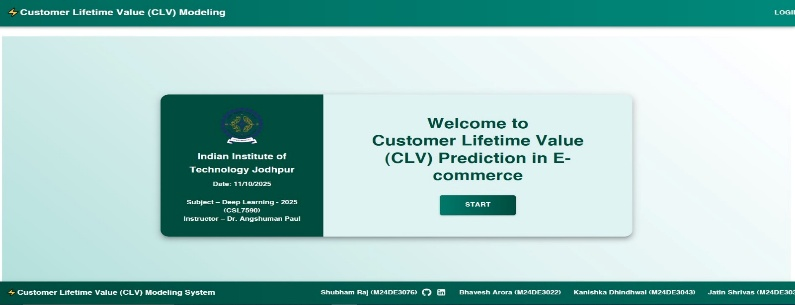 Customer Lifetime Value (CLV) Modeling
LOGI
Indian Institute of
Technology Jodhpur
Date: 11/10/2025
Subject – Deep Learning - 2025
(CSL7590)
Instructor – Dr. Angshuman Paul
Welcome to
Customer Lifetime Value
(CLV) Prediction in E-
commerce
START
Customer Lifetime Value (CLV) Modeling System
Shubham Raj (M24DE3076)
Bhavesh Arora (M24DE3022)
Kanishka Dhindhwal (M24DE3043)
Jatin Shrivas (M24DE303